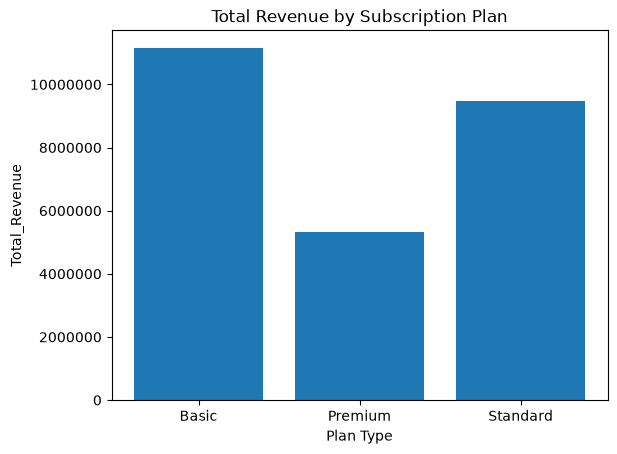 Total Revenue by Subscription Plan
Total_Revenue
10000000
8000000
6000000
4000000
2000000
0
Basic
Premium
Standard
Plan Type